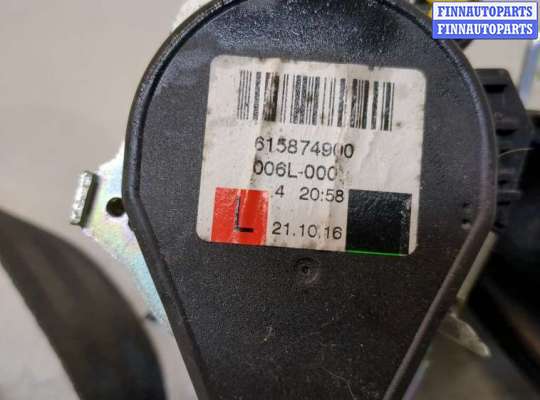 FINNAUTOPARTS
FINNAUTOPARTS
615874900
006L-000
4 20:58
L 21.10.16